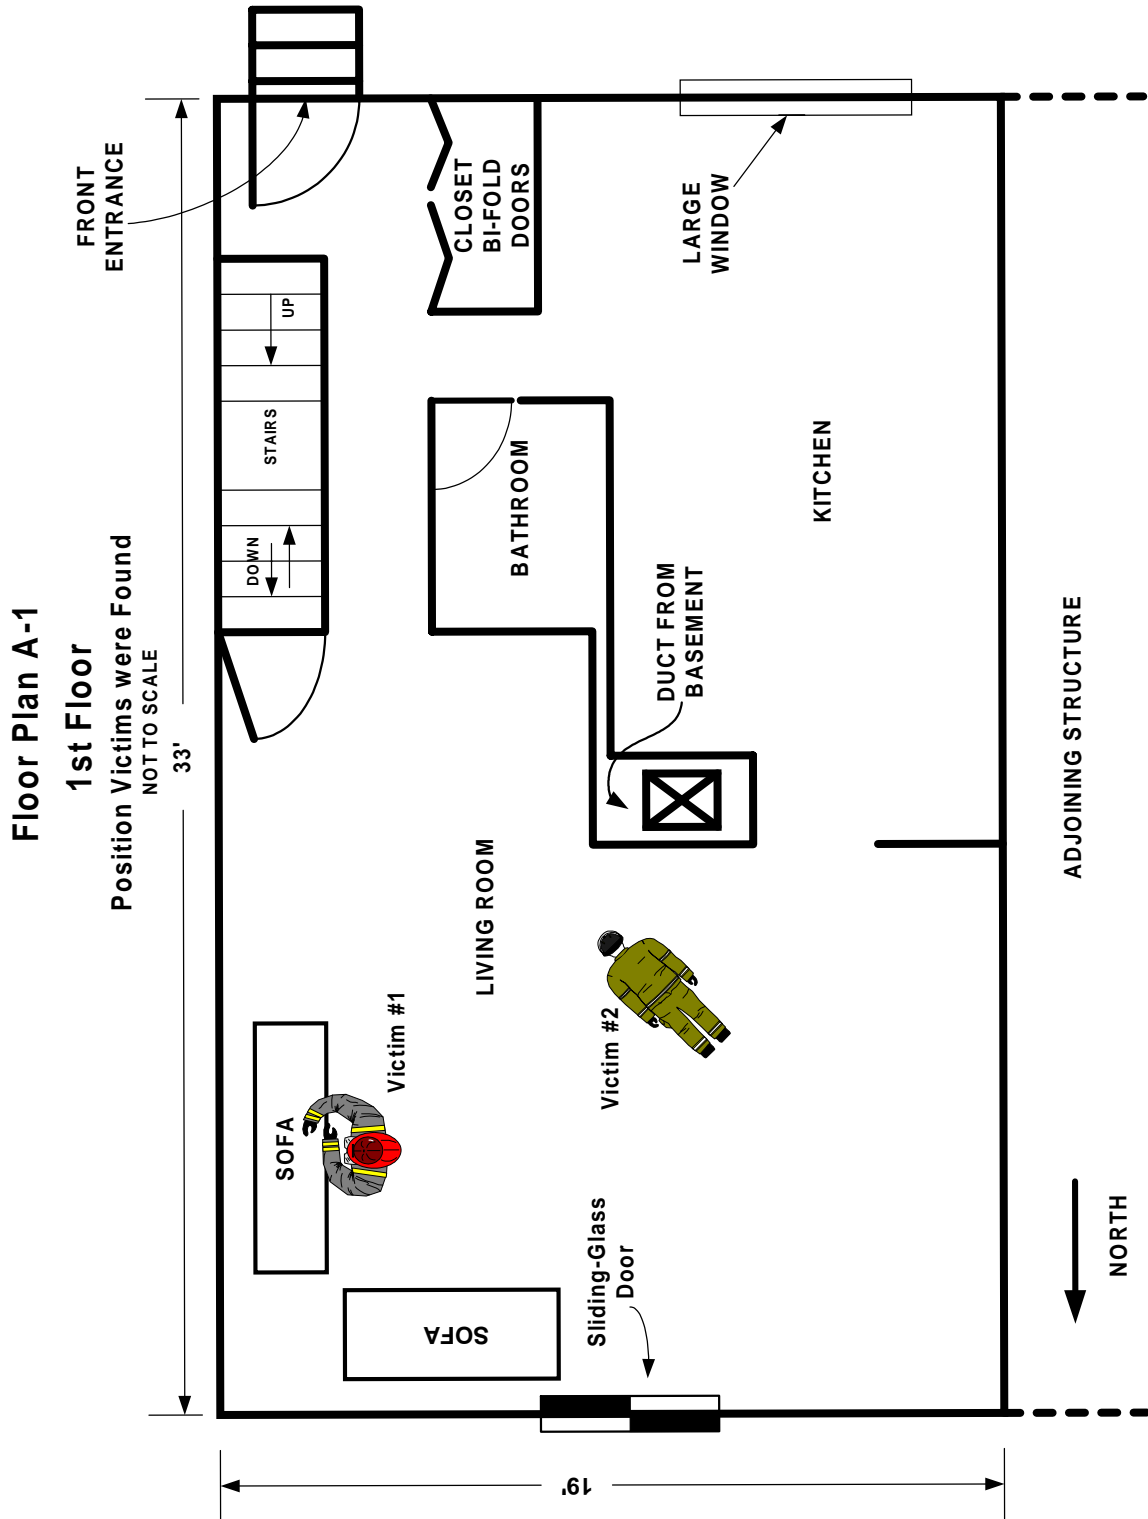 Floor Plan A-1
1st Floor
Position Victims were Found
NOT TO SCALE
33'
FRONT
ENTRANCE
UP
STAIRS
DOWN
CLOSET
BI-FOLD
DOORS
BATHROOM
LARGE
WINDOW
KITCHEN
DUCT FROM
BASEMENT
LIVING ROOM
SOFA
Victim #1
Victim #2
SOFA
Sliding-Glass
Door
ADJOINING STRUCTURE
NORTH
19'